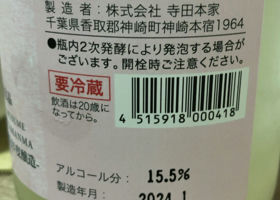 製造者：株式会社 寺田本家
千葉県香取郡神崎町神崎本宿1964
●瓶内2次発酵により発泡する場合が
ございます。開栓時ご注意ください。
要冷蔵
飲酒は20歳に
なってから。
4515918000418
アルコール分： 15.5%
製造年月： 2024.1